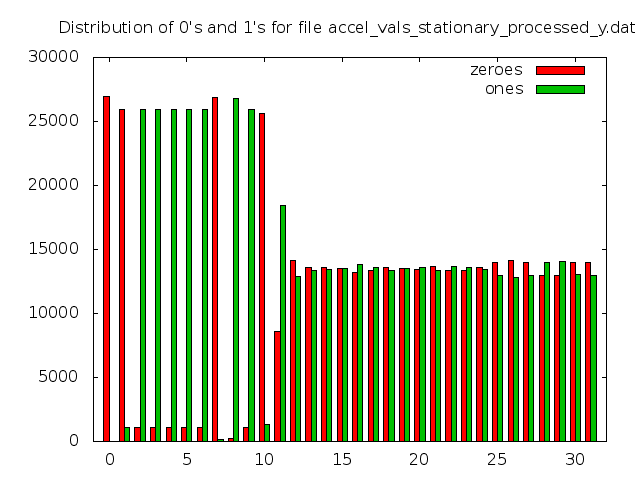 Distribution of 0's and 1's for file accel_vals_stationary_processed_y.dat
30000
25000
20000
15000
10000
5000
0
zeroes
ones
0 5 10 15 20 25 30